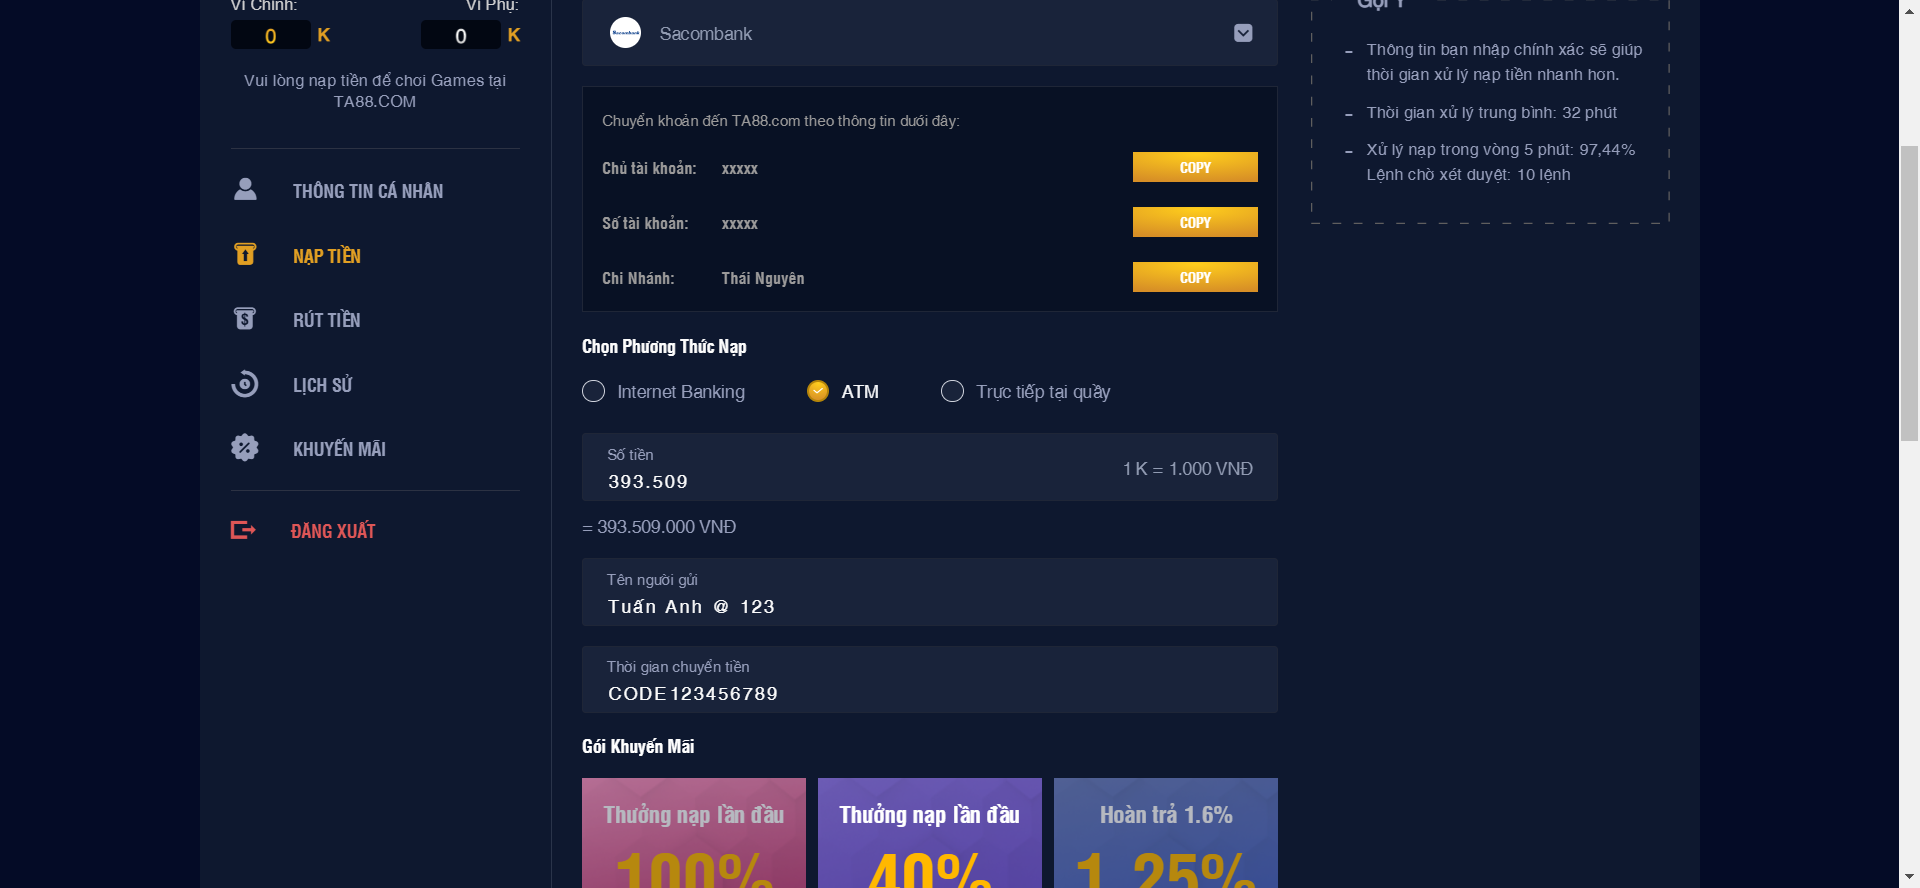 Ví Chính:
Ví Phụ:
0 K
0 K
Vui lòng nạp tiền để chơi Games tại
TA88.COM
THÔNG TIN CÁ NHÂN
NẠP TIỀN
RÚT TIỀN
LỊCH SỬ
KHUYẾN MÃI
ĐĂNG XUẤT
Sacombank
Sacombank
Chuyển khoản đến TA88.com theo thông tin dưới đây:
Chủ tài khoản: xxxxx COPY
Số tài khoản: xxxxx COPY
Chi Nhánh: Thái Nguyên COPY
Chọn Phương Thức Nạp
Internet Banking ATM Trực tiếp tại quầy
Số tiền
393.509
1 K = 1.000 VNĐ
= 393.509.000 VNĐ
Tên người gửi
Tuấn Anh @ 123
Thời gian chuyển tiền
CODE123456789
Gói Khuyến Mãi
Thưởng nạp lần đầu
100%
Thưởng nạp lần đầu
40%
Hoàn trả 1.6%
1.25%
Gợi Ý
- Thông tin bạn nhập chính xác sẽ giúp
thời gian xử lý nạp tiền nhanh hơn.
- Thời gian xử lý trung bình: 32 phút
- Xử lý nạp trong vòng 5 phút: 97,44%
Lệnh chờ xét duyệt: 10 lệnh